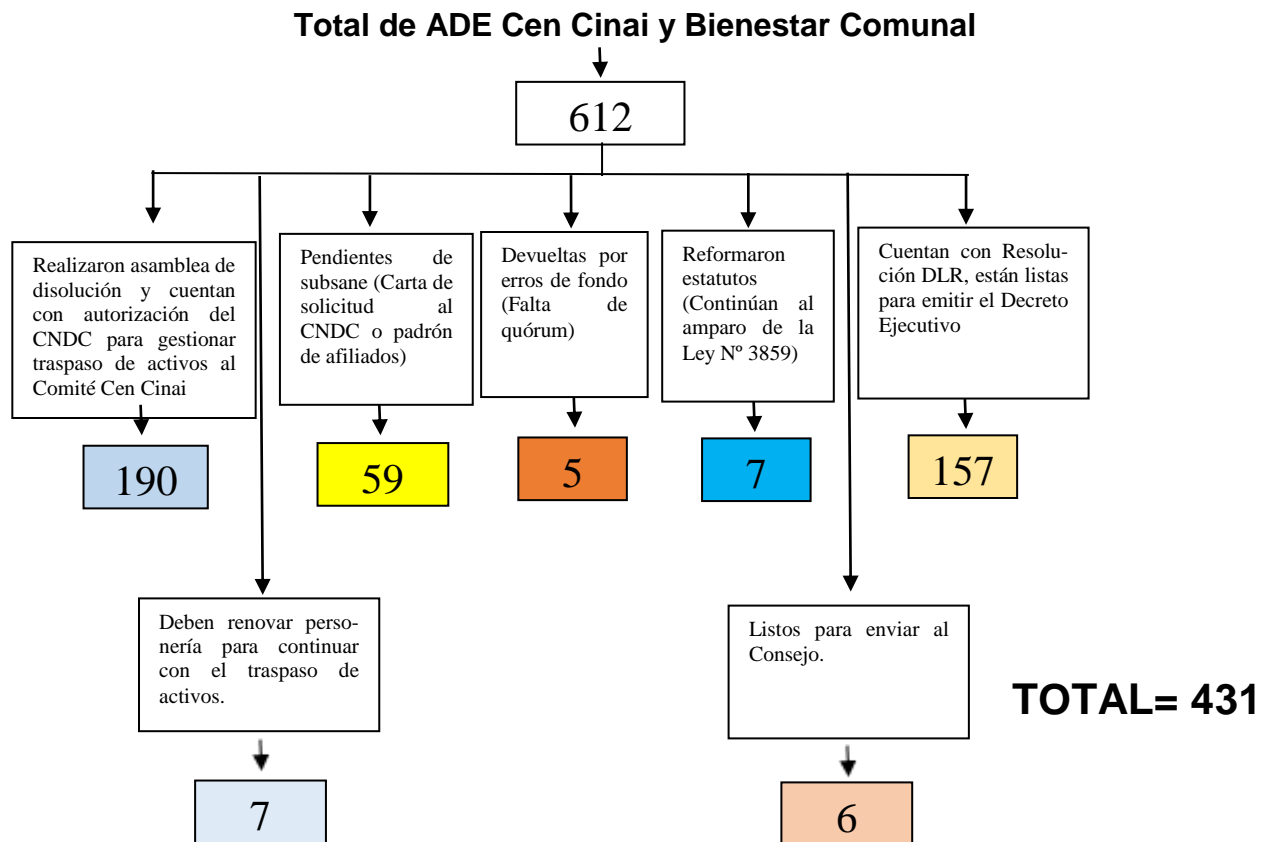 Total de ADE Cen Cinai y Bienestar Comunal
612
Realizaron asamblea de
disolución y cuentan
con autorización del
CNDC para gestionar
traspaso de activos al
Comité Cen Cinai
190
Pendientes de
subsane (Carta de
solicitud al
CNDC o padrón
de afiliados)
59
Devueltas por
erros de fondo
(Falta de
quórum)
5
Reformaron
estatutos
(Continúan al
amparo de la
Ley Nº 3859)
7
Cuentan con Resolu-
ción DLR, están listas
para emitir el Decreto
Ejecutivo
157
Deben renovar perso-
nería para continuar
con el traspaso de
activos.
7
Listos para enviar al
Consejo.
6
TOTAL= 431